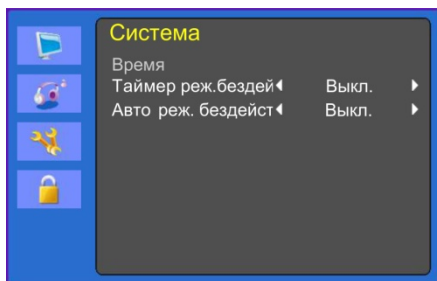 Система
Время
Таймер реж.бездей Выкл.
Авто реж. бездейст Выкл.